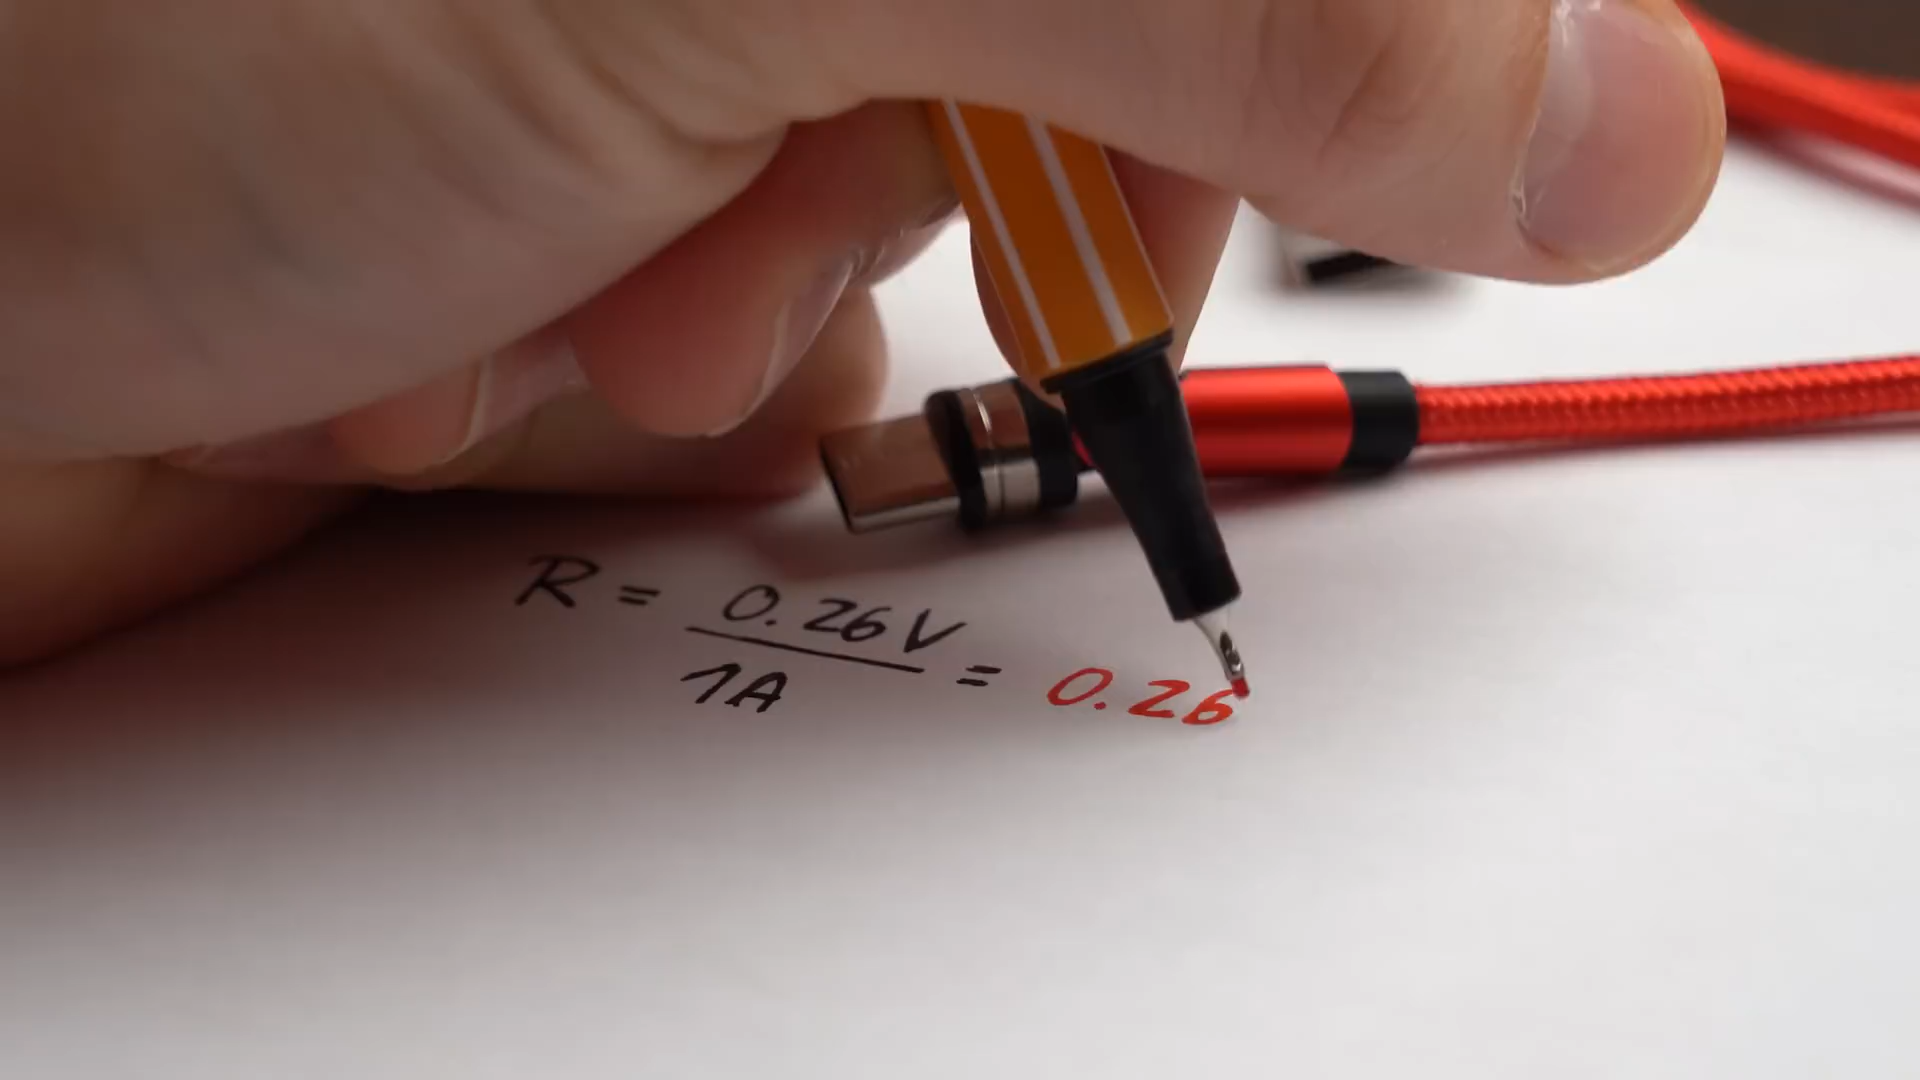 R = 0.26V / 1A = 0.26